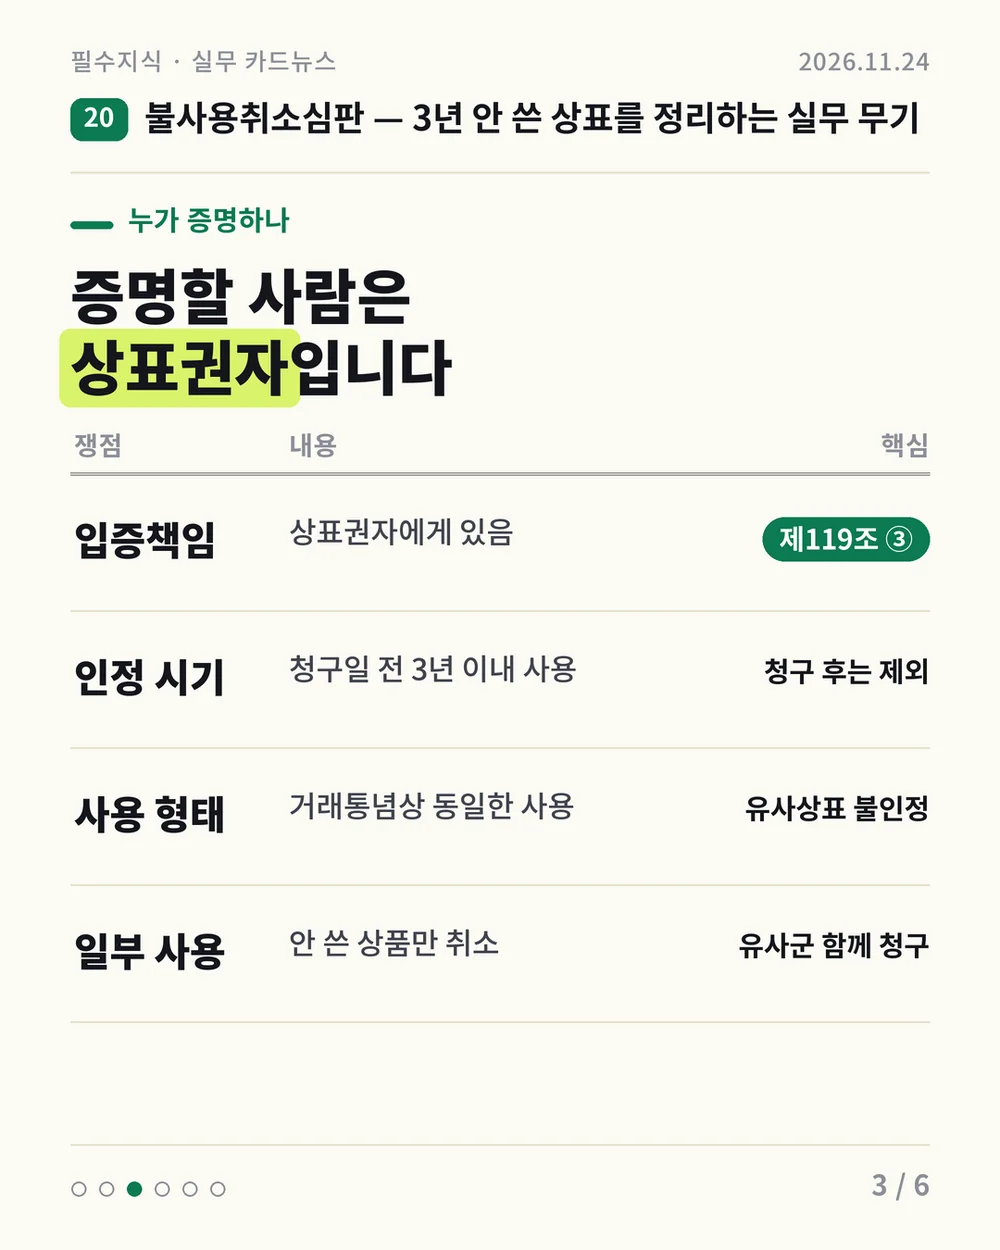 필수지식 · 실무 카드뉴스 2026.11.24
20 불사용취소심판 — 3년 안 쓴 상표를 정리하는 실무 무기
누가 증명하나
증명할 사람은
상표권자입니다
쟁점 내용 핵심
입증책임 상표권자에게 있음 제119조 ③
인정 시기 청구일 전 3년 이내 사용 청구 후는 제외
사용 형태 거래통념상 동일한 사용 유사상표 불인정
일부 사용 안 쓴 상품만 취소 유사군 함께 청구
3 / 6